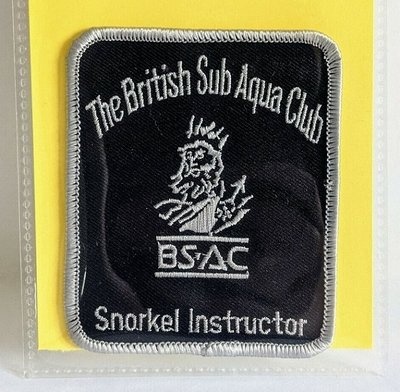 The British Sub Aqua Club
BS-AC
Snorkel Instructor